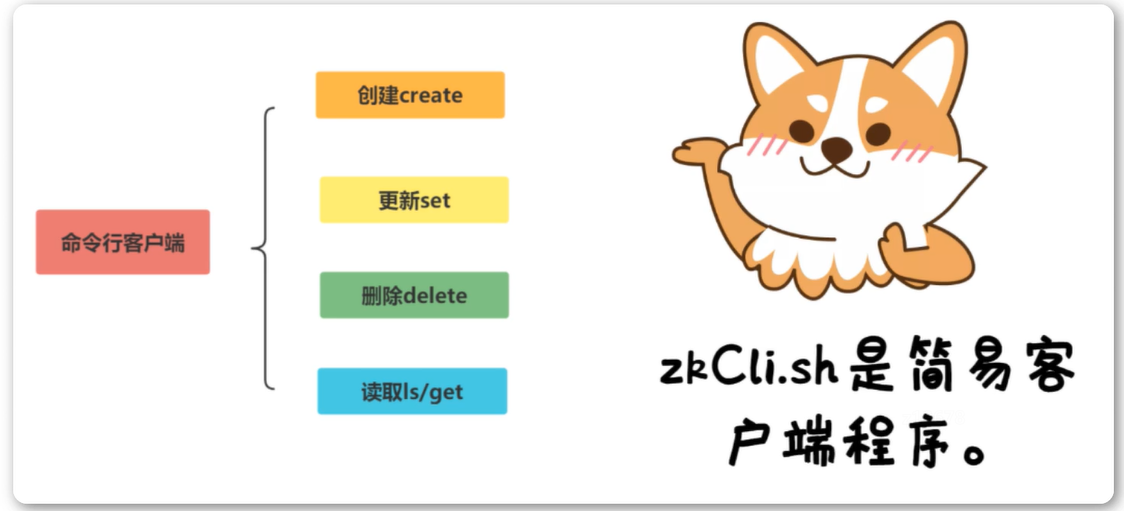 创建create
更新set
命令行客户端
删除delete
读取ls/get
zkCli.sh是简易客
户端程序。